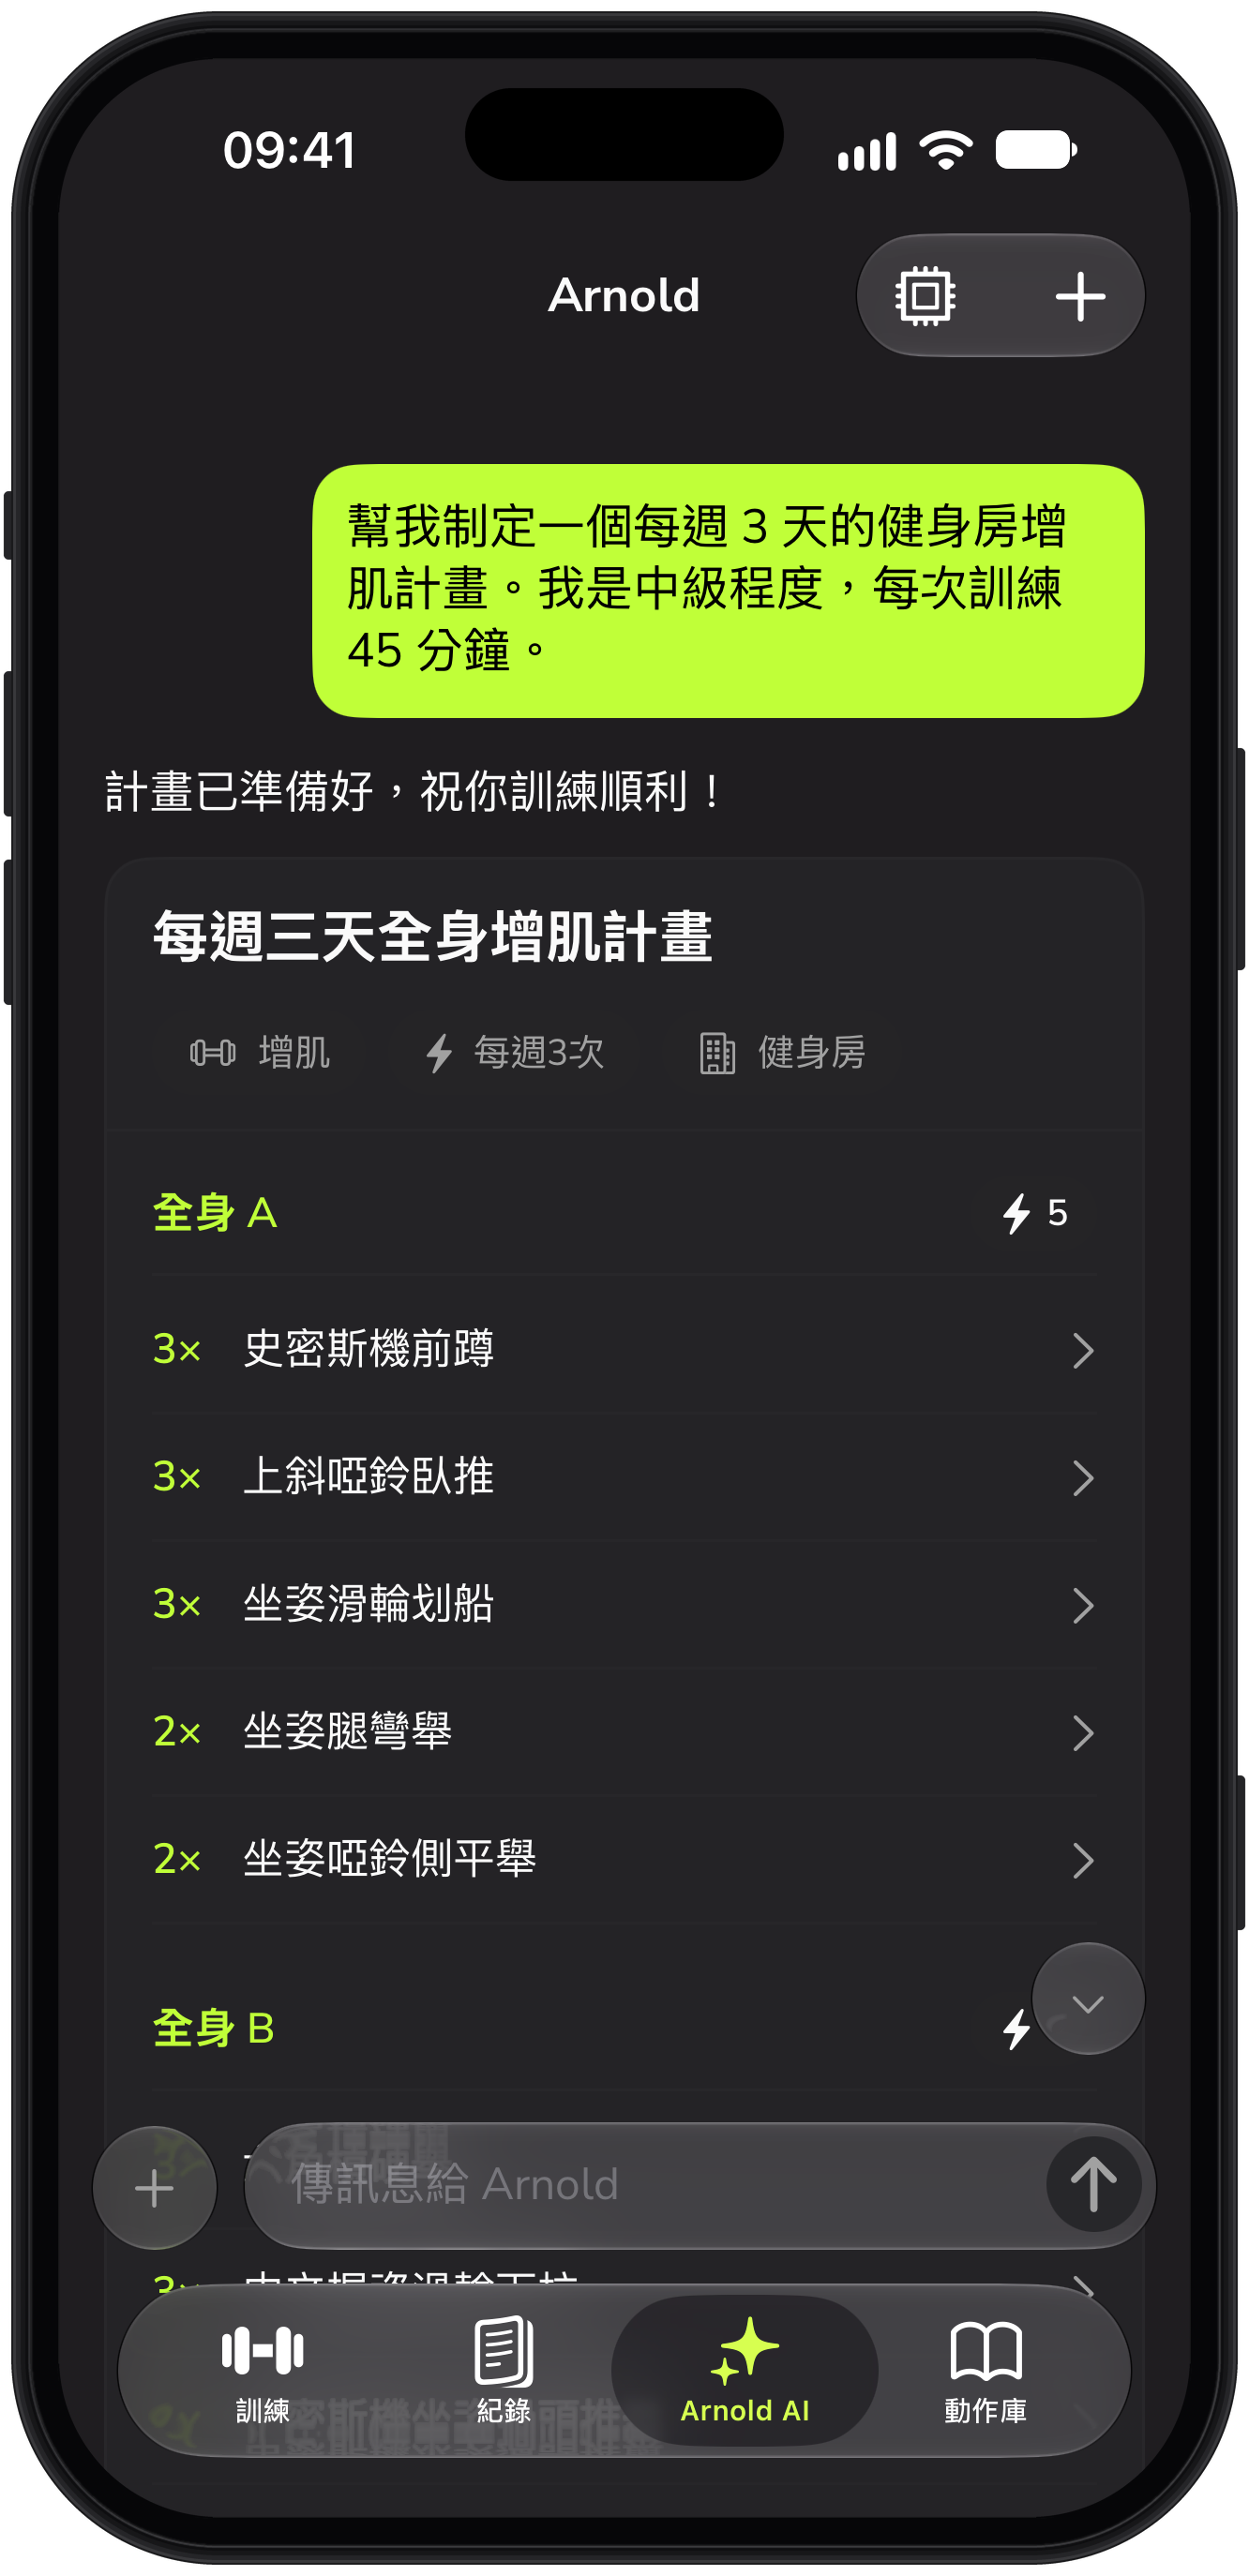 09:41
Arnold
幫我制定一個每週 3 天的健身房增
肌計畫。我是中級程度，每次訓練
45 分鐘。
計畫已準備好，祝你訓練順利！
每週三天全身增肌計畫
增肌
每週3次
健身房
全身 A
5
3× 史密斯機前蹲
3× 上斜啞鈴臥推
3× 坐姿滑輪划船
2× 坐姿腿彎舉
2× 坐姿啞鈴側平舉
全身 B
傳訊息給 Arnold
訓練
紀錄
Arnold AI
動作庫